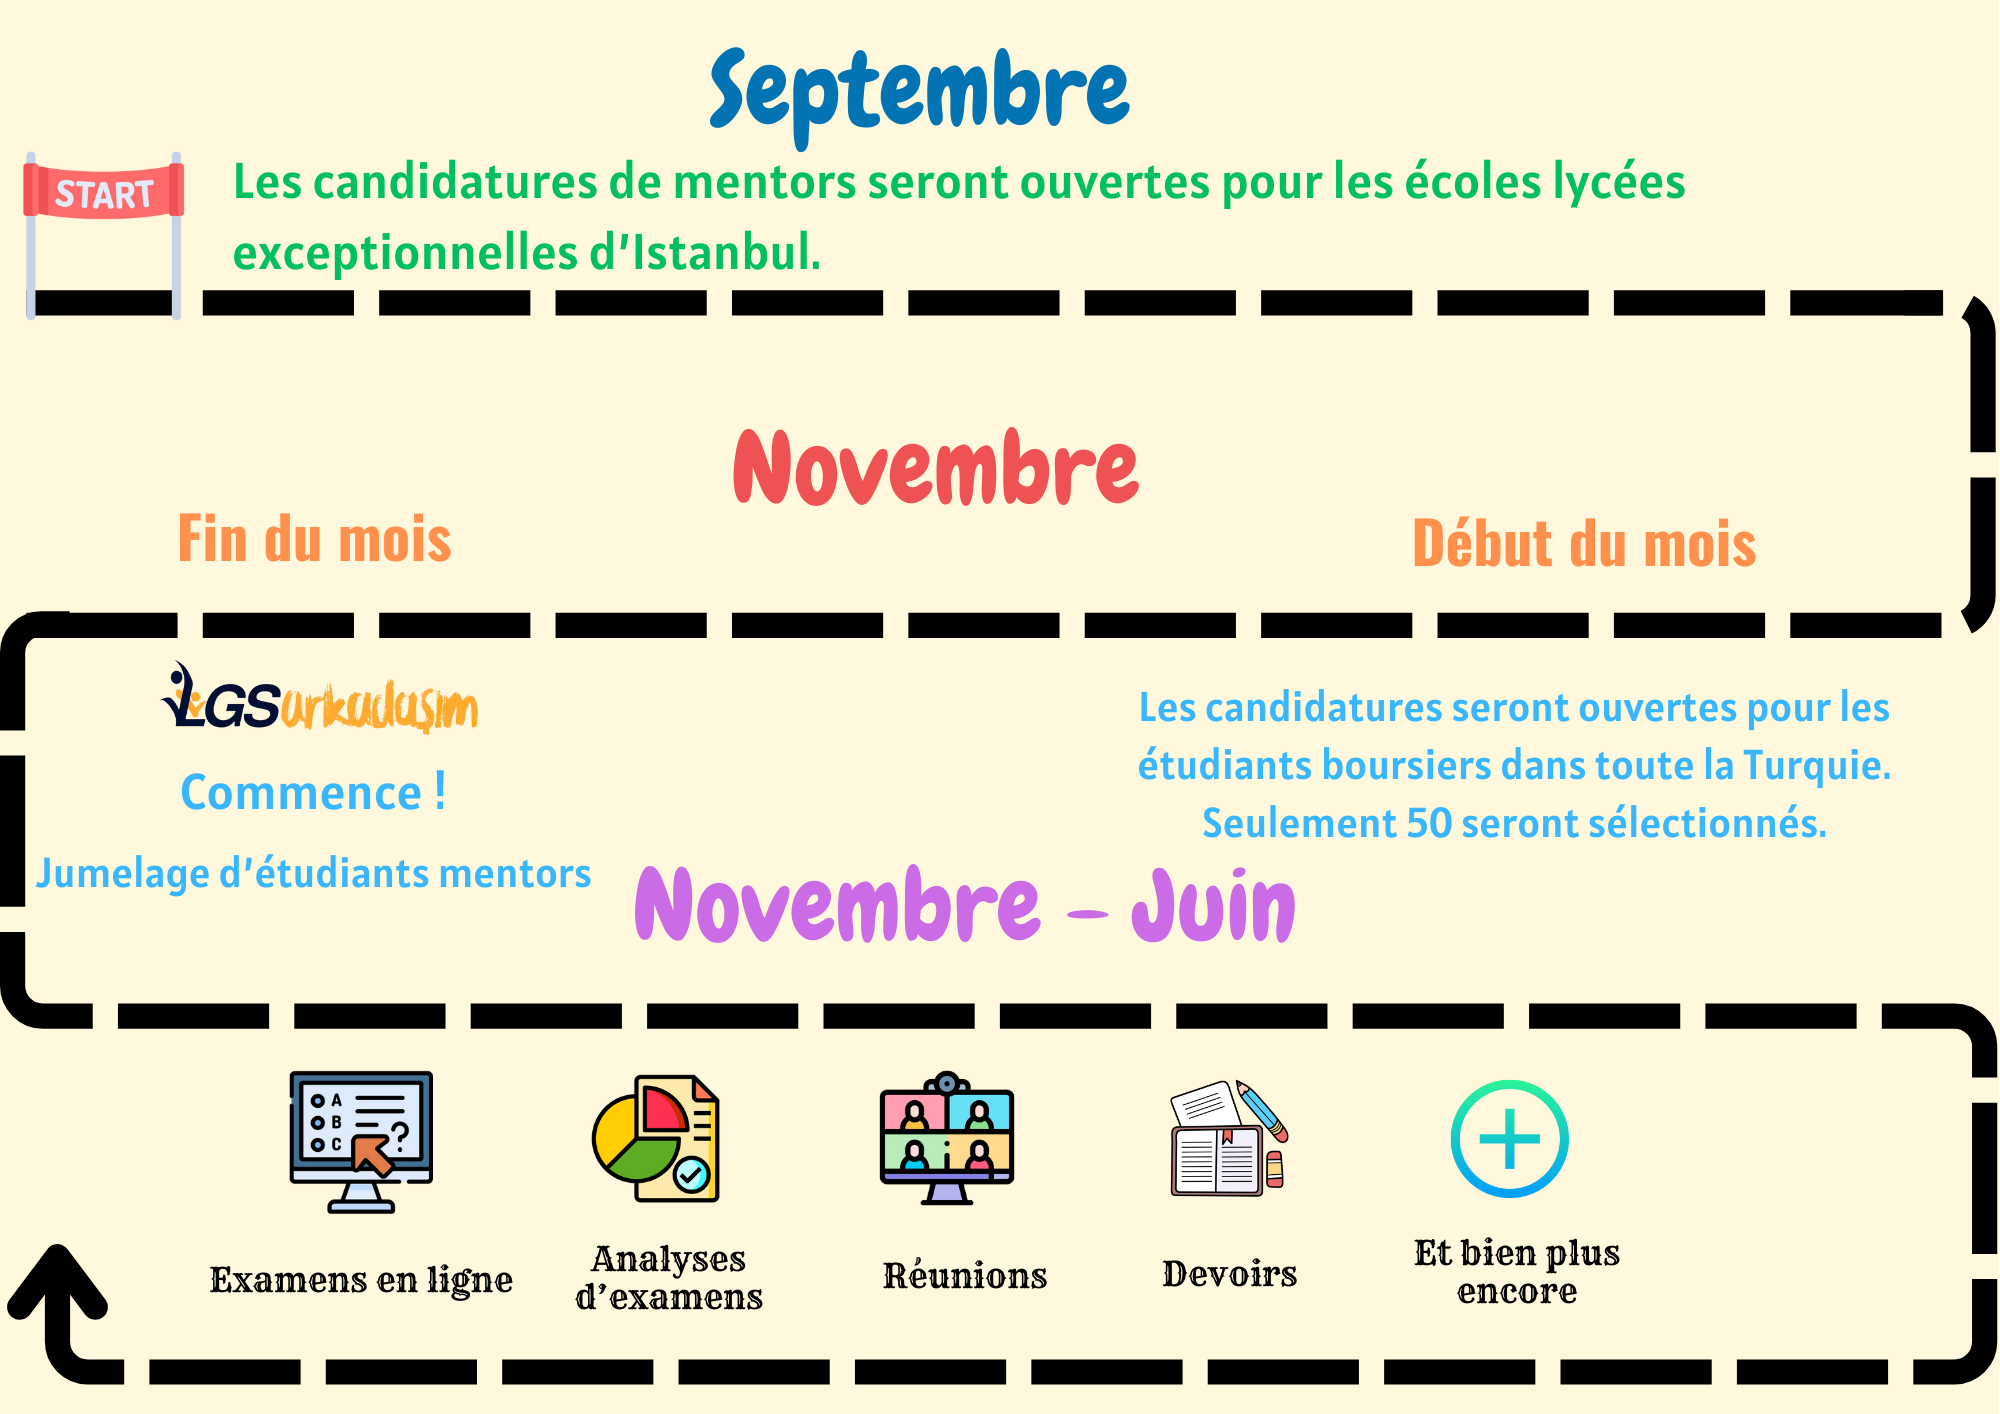 Septembre
START
Les candidatures de mentors seront ouvertes pour les écoles lycées
exceptionnelles d'Istanbul.
Novembre
Début du mois
Fin du mois
Les candidatures seront ouvertes pour les
étudiants boursiers dans toute la Turquie.
Seulement 50 seront sélectionnés.
LGSarkadaşım
Commence !
Jumelage d'étudiants mentors
Novembre - Juin
A
B
C
?
Examens en ligne
Analyses
d'examens
Réunions
Devoirs
Et bien plus
encore